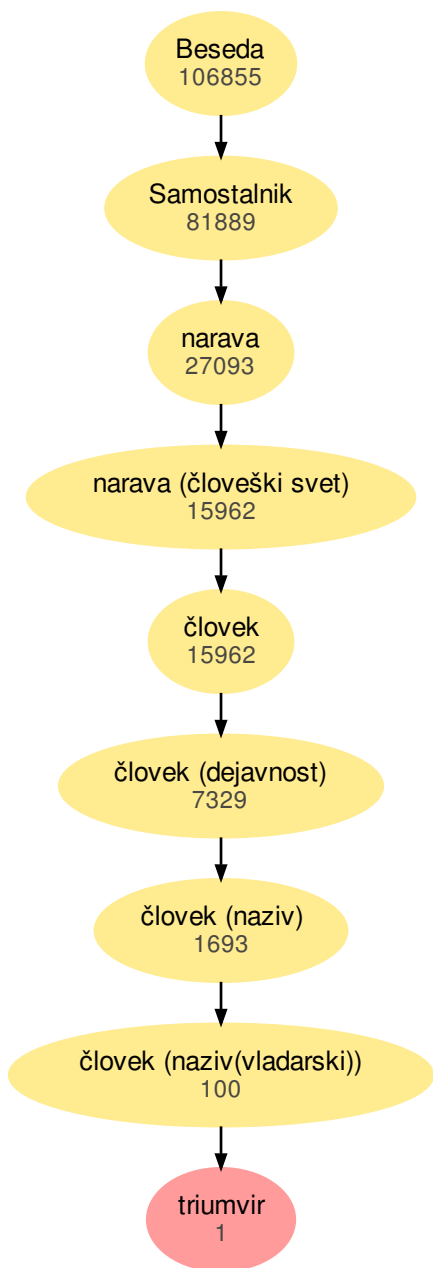 Beseda
106855
Samostalnik
81889
narava
27093
narava (človeški svet)
15962
človek
15962
človek (dejavnost)
7329
človek (naziv)
1693
človek (naziv(vladarski))
100
triumvir
1